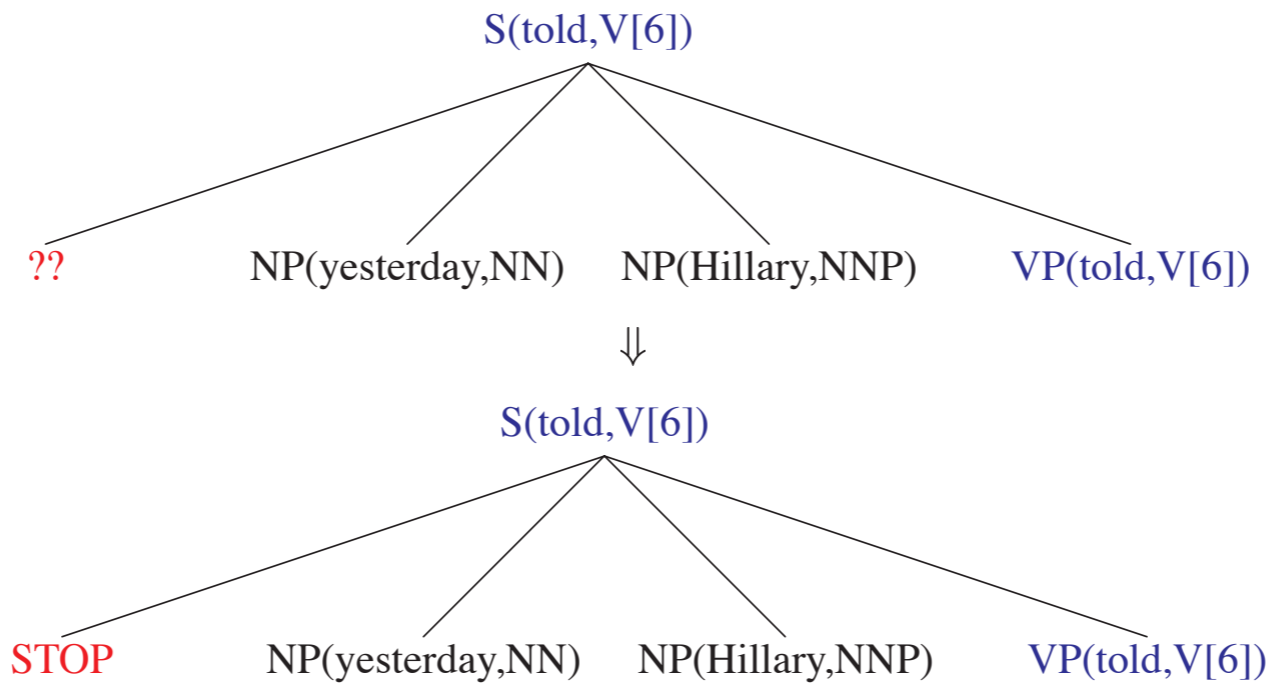 S(told,V[6])
?? NP(yesterday,NN) NP(Hillary,NNP) VP(told,V[6])
⇓
S(told,V[6])
STOP NP(yesterday,NN) NP(Hillary,NNP) VP(told,V[6])